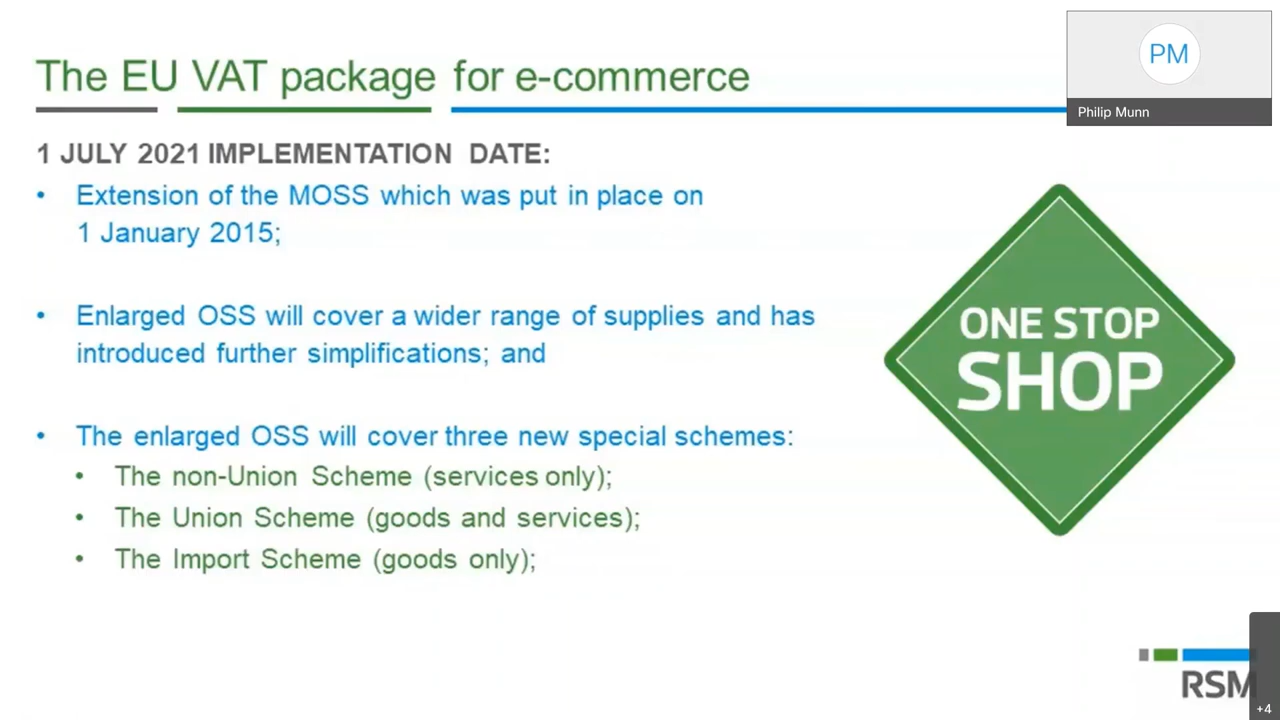 The EU VAT package for e-commerce
PM
Philip Munn
1 JULY 2021 IMPLEMENTATION DATE:
• Extension of the MOSS which was put in place on
1 January 2015;
• Enlarged OSS will cover a wider range of supplies and has
introduced further simplifications; and
• The enlarged OSS will cover three new special schemes:
• The non-Union Scheme (services only);
• The Union Scheme (goods and services);
• The Import Scheme (goods only);
ONE STOP
SHOP
RSM
+4